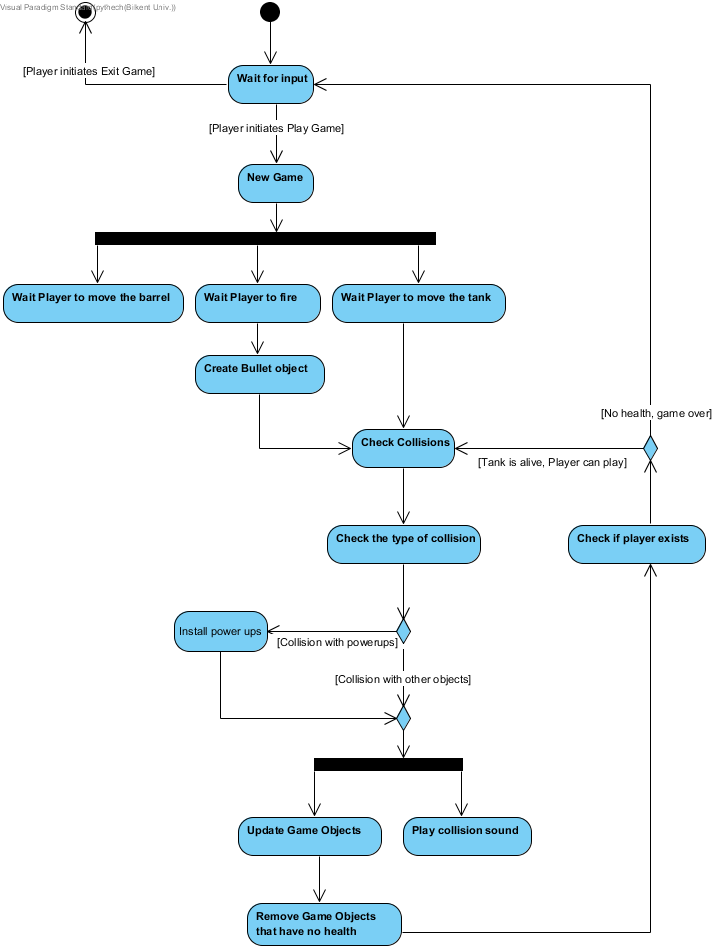 Visual Paradigm Standard(pythech(Bilkent Univ.))
[Player initiates Exit Game]
Wait for input
[Player initiates Play Game]
New Game
Wait Player to move the barrel
Wait Player to fire
Wait Player to move the tank
Create Bullet object
[No health, game over]
Check Collisions
[Tank is alive, Player can play]
Check the type of collision
Check if player exists
Install power ups
[Collision with powerups]
[Collision with other objects]
Update Game Objects
Play collision sound
Remove Game Objects
that have no health